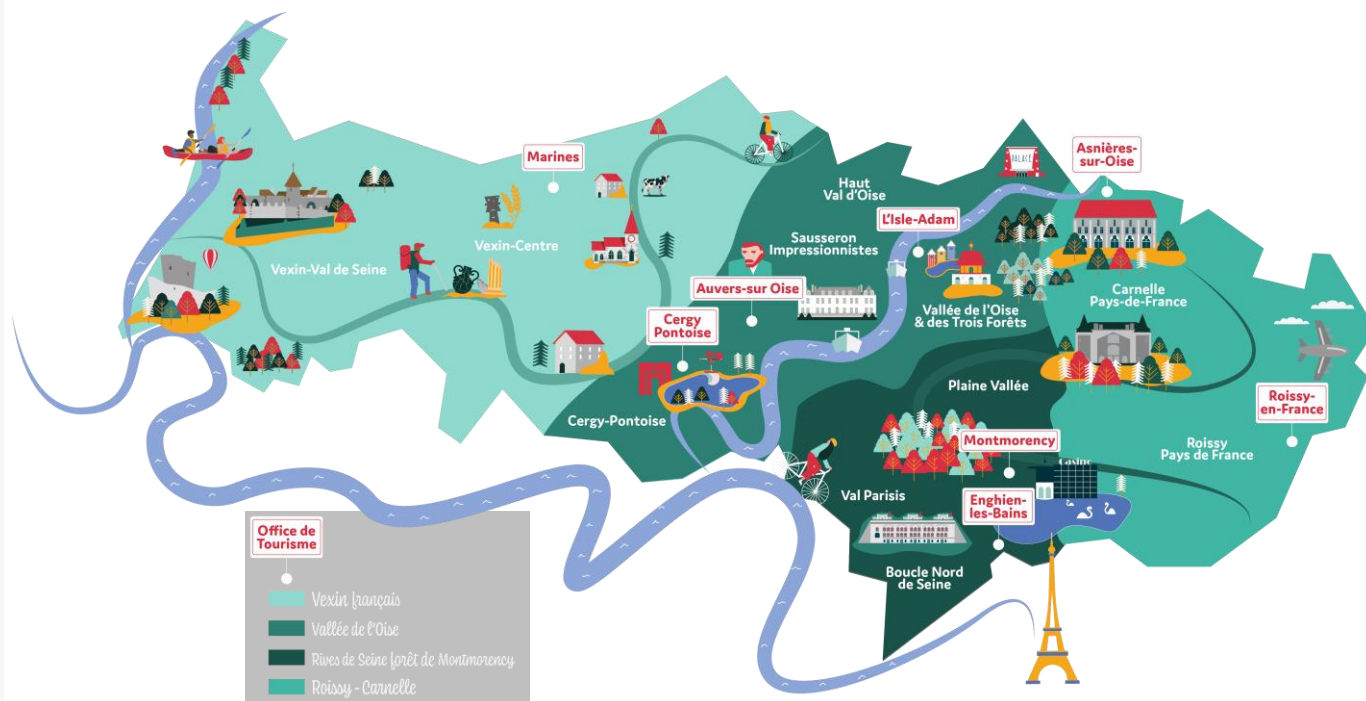 Marines
Asnières-
sur-Oise
PALACE
Haut
Val d'Oise
L'Isle-Adam
Sausseron
Impressionnistes
Vexin-Centre
Vexin-Val de Seine
Auvers-sur Oise
Carnelle
Pays-de-France
Vallée de l'Oise
& des Trois Forêts
Cergy
Pontoise
Plaine Vallée
Roissy-
en-France
Cergy-Pontoise
Montmorency
Roissy
Pays de France
Casino
Val Parisis
Enghien-
les-Bains
Boucle Nord
de Seine
Office de
Tourisme
Vexin français
Vallée de l'Oise
Rives de Seine forêt de Montmorency
Roissy - Carnelle